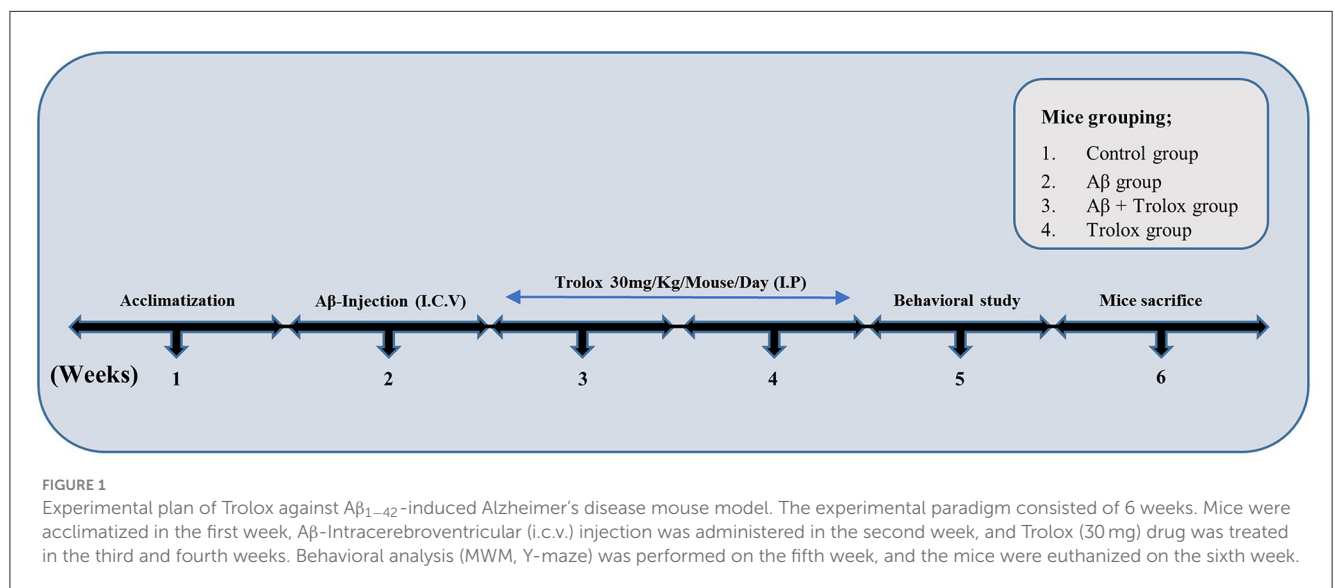 Mice grouping;
1. Control group
2. Aβ group
3. Aβ + Trolox group
4. Trolox group
Trolox 30mg/Kg/Mouse/Day (I.P)
Acclimatization Aβ-Injection (I.C.V) Behavioral study Mice sacrifice
(Weeks) 1 2 3 4 5 6
FIGURE 1
Experimental plan of Trolox against Aβ₁₋₄₂-induced Alzheimer's disease mouse model. The experimental paradigm consisted of 6 weeks. Mice were
acclimatized in the first week, Aβ-Intracerebroventricular (i.c.v.) injection was administered in the second week, and Trolox (30 mg) drug was treated
in the third and fourth weeks. Behavioral analysis (MWM, Y-maze) was performed on the fifth week, and the mice were euthanized on the sixth week.